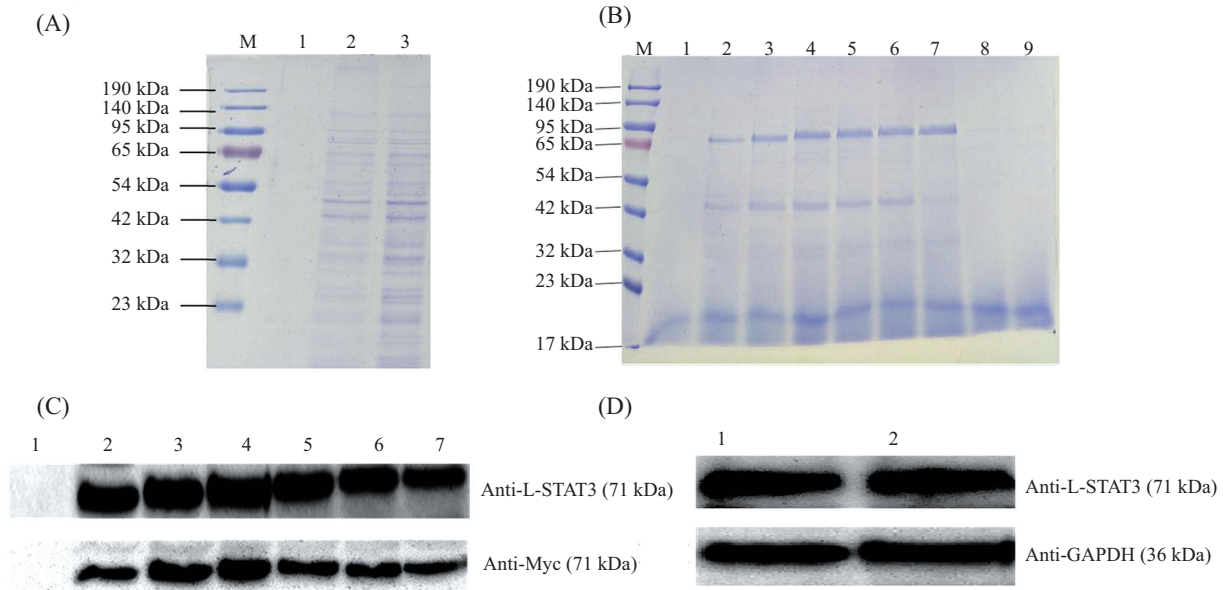 (A)
M 1 2 3
190 kDa
140 kDa
95 kDa
65 kDa
54 kDa
42 kDa
32 kDa
23 kDa
(B)
M 1 2 3 4 5 6 7 8 9
190 kDa
140 kDa
95 kDa
65 kDa
54 kDa
42 kDa
32 kDa
23 kDa
17 kDa
(C)
1 2 3 4 5 6 7
Anti-L-STAT3 (71 kDa)
Anti-Myc (71 kDa)
(D)
1 2
Anti-L-STAT3 (71 kDa)
Anti-GAPDH (36 kDa)